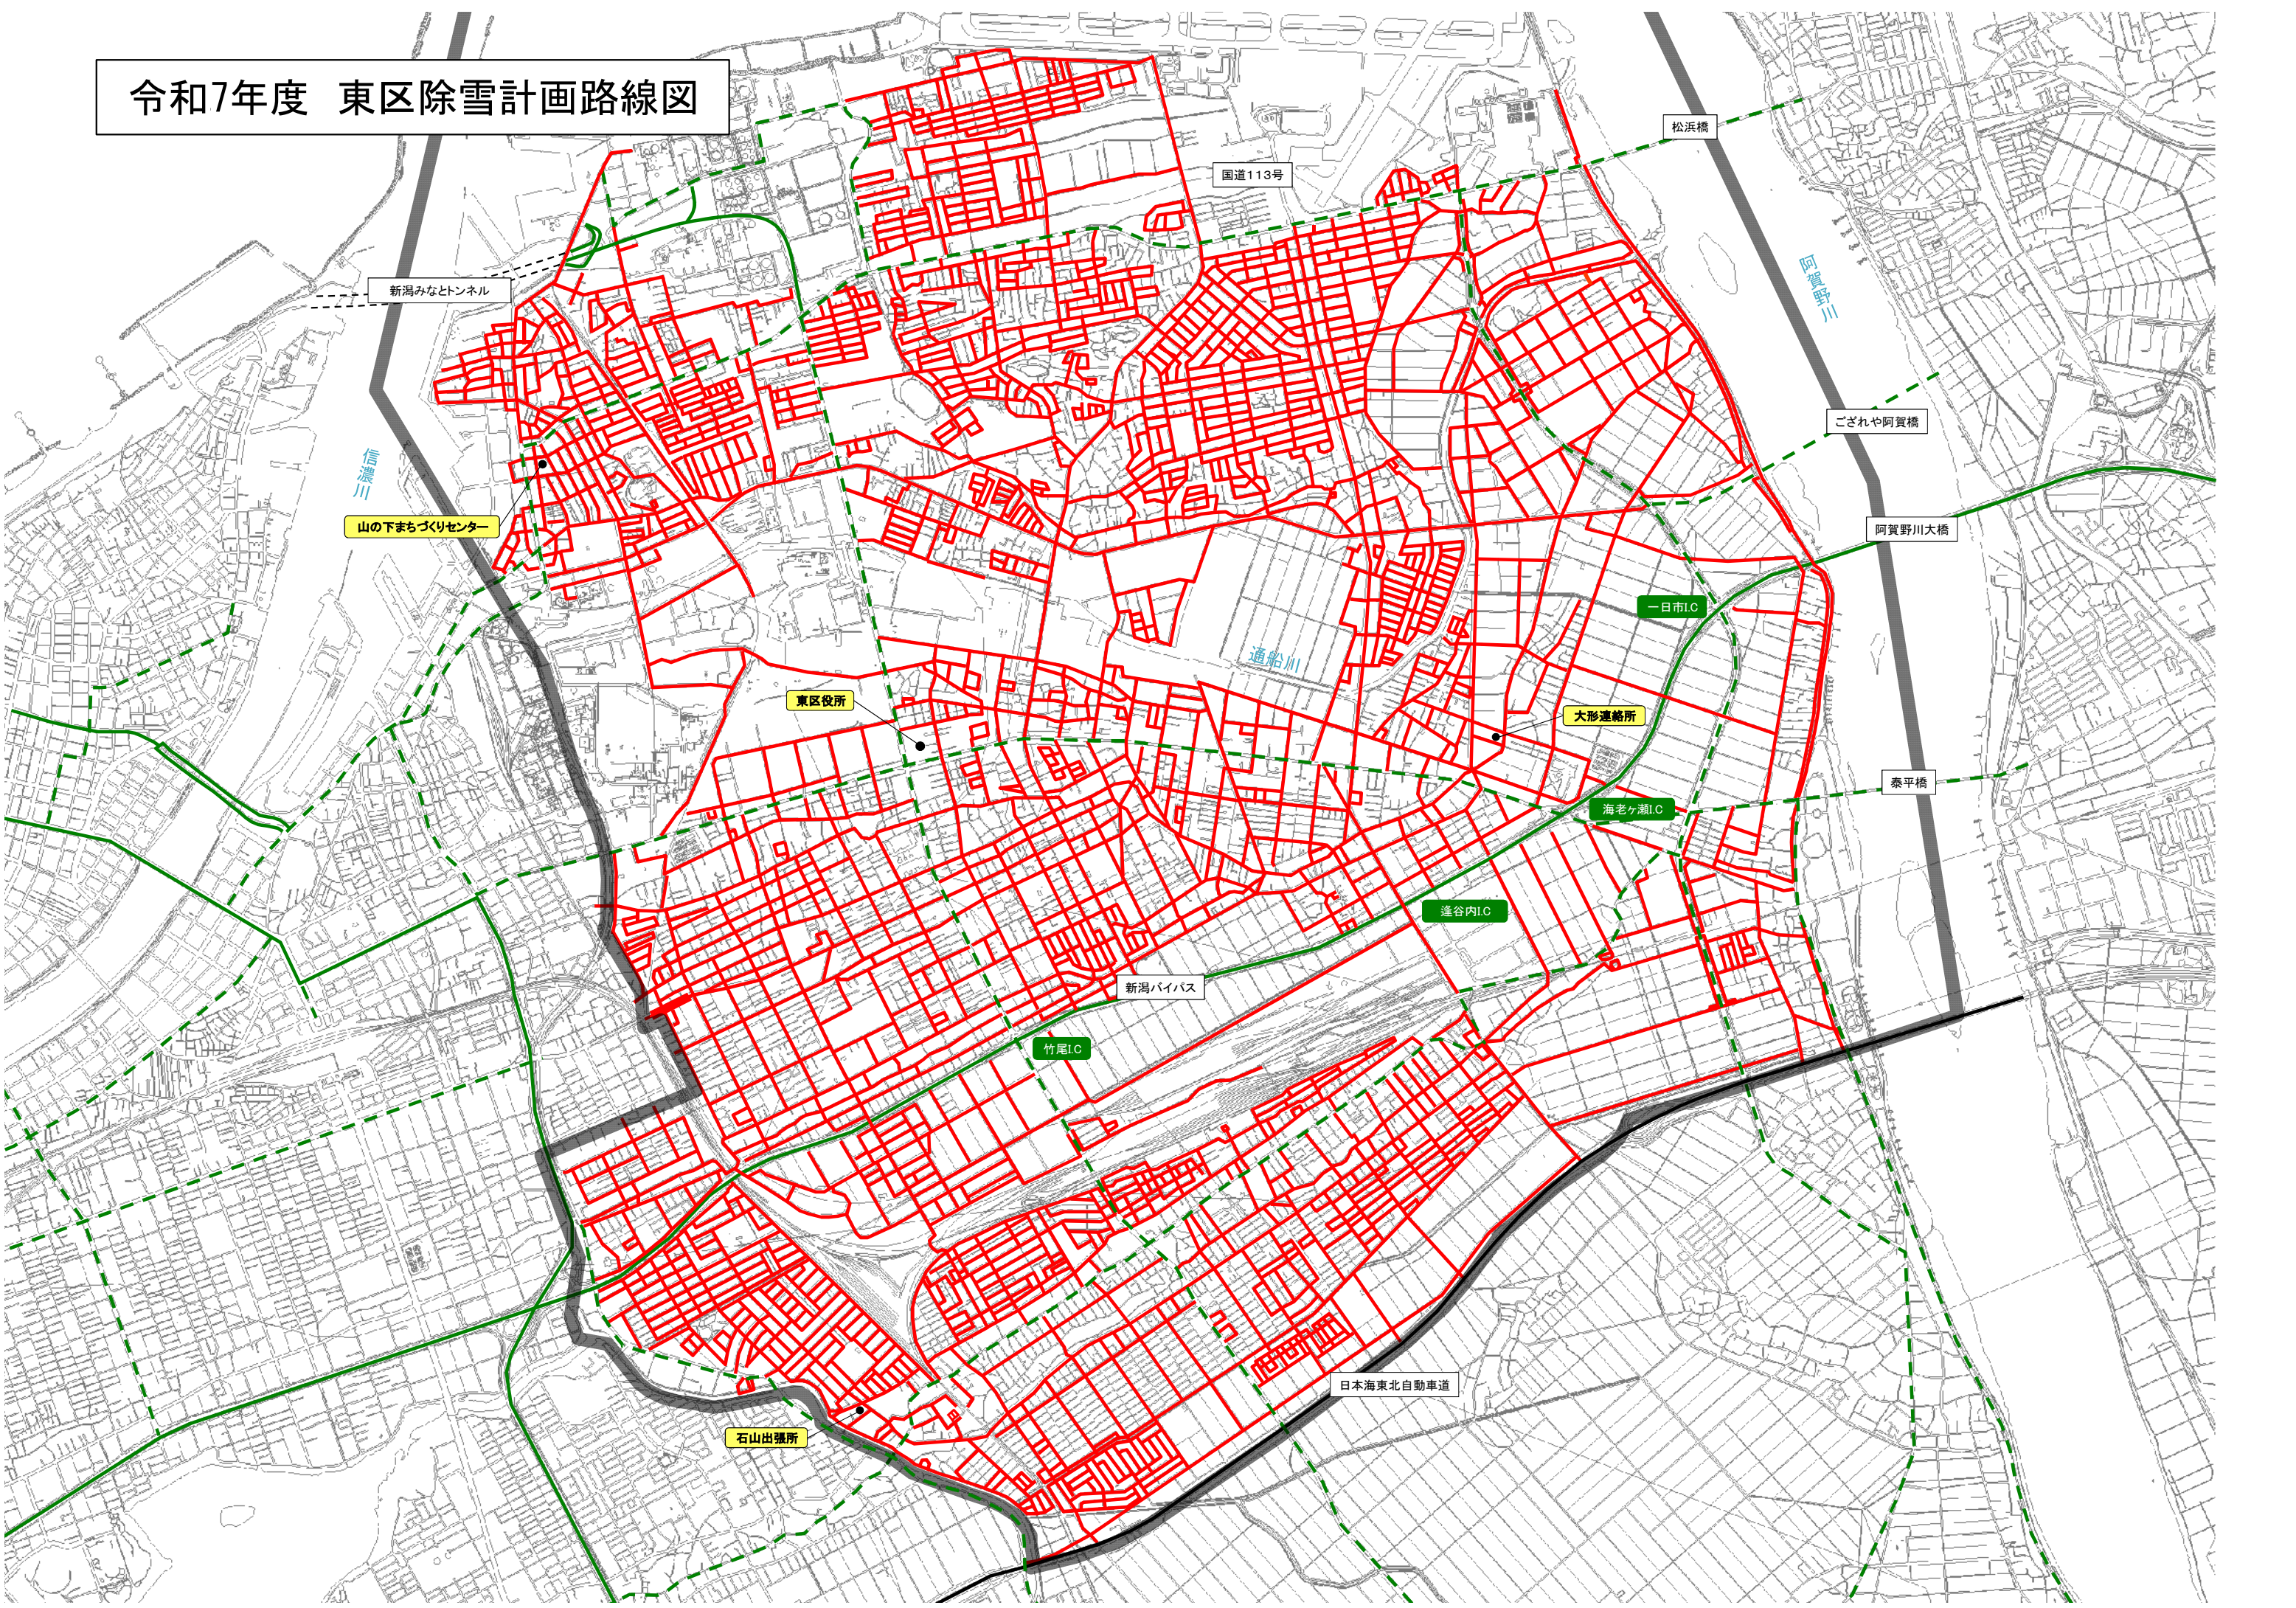 令和7年度　東区除雪計画路線図
松浜橋
国道113号
新潟みなとトンネル
阿賀野川
ござれや阿賀橋
信濃川
山の下まちづくりセンター
阿賀野川大橋
一日市I.C
通船川
東区役所
大形連絡所
泰平橋
海老ヶ瀬I.C
逢谷内I.C
新潟バイパス
竹尾I.C
日本海東北自動車道
石山出張所